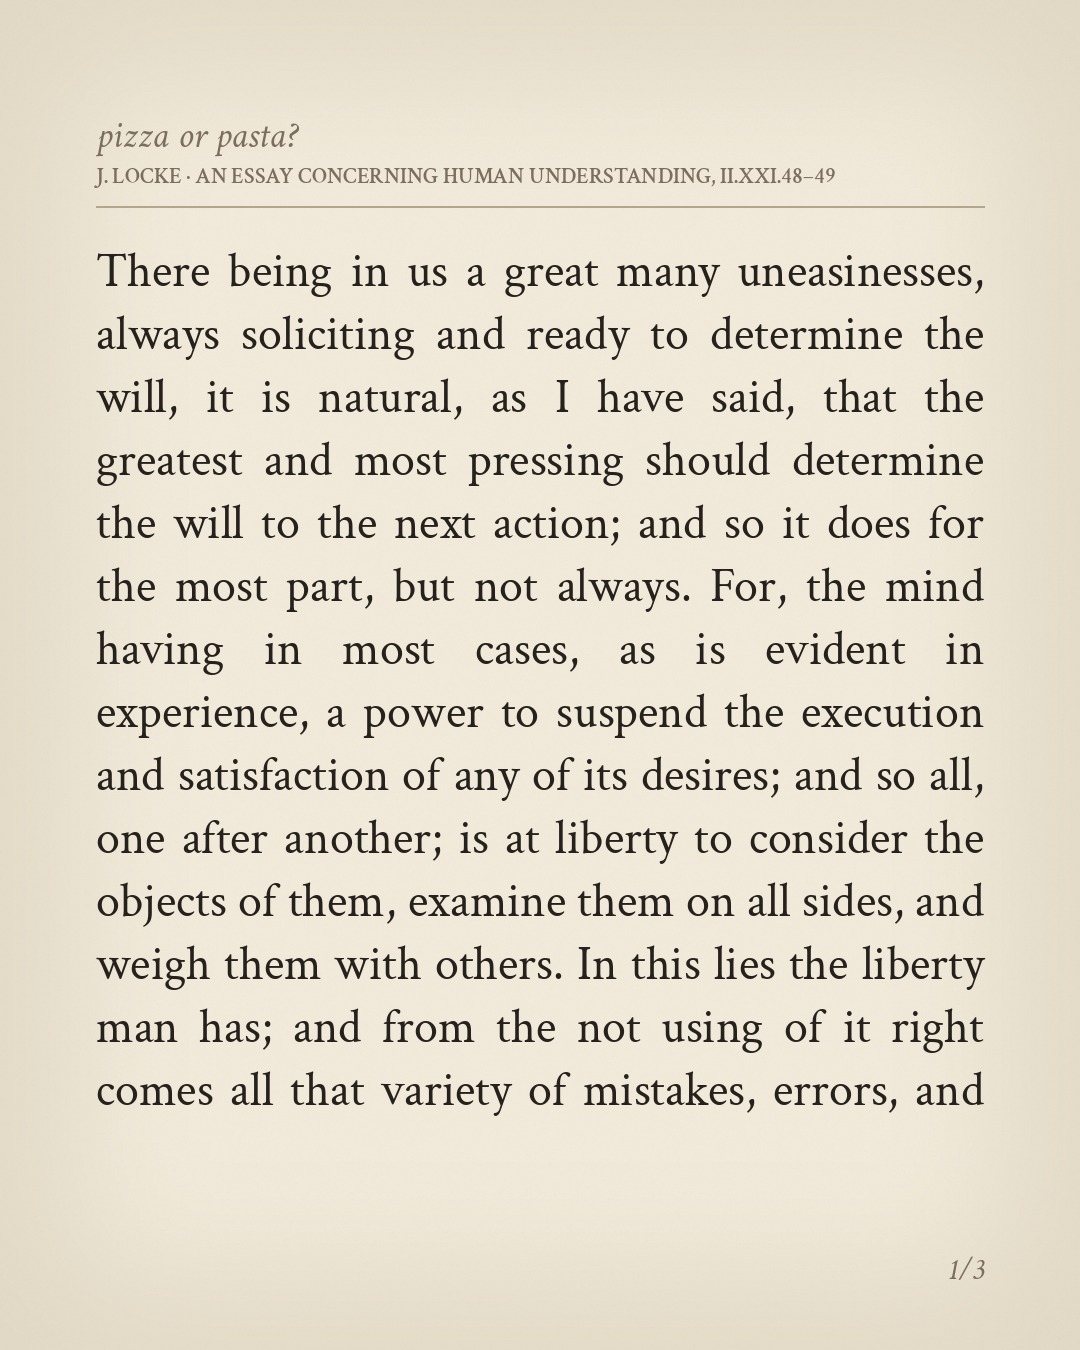 pizza or pasta?
J. LOCKE · AN ESSAY CONCERNING HUMAN UNDERSTANDING, II.XXI.48–49
There being in us a great many uneasinesses,
always soliciting and ready to determine the
will, it is natural, as I have said, that the
greatest and most pressing should determine
the will to the next action; and so it does for
the most part, but not always. For, the mind
having in most cases, as is evident in
experience, a power to suspend the execution
and satisfaction of any of its desires; and so all,
one after another; is at liberty to consider the
objects of them, examine them on all sides, and
weigh them with others. In this lies the liberty
man has; and from the not using of it right
comes all that variety of mistakes, errors, and
1/3